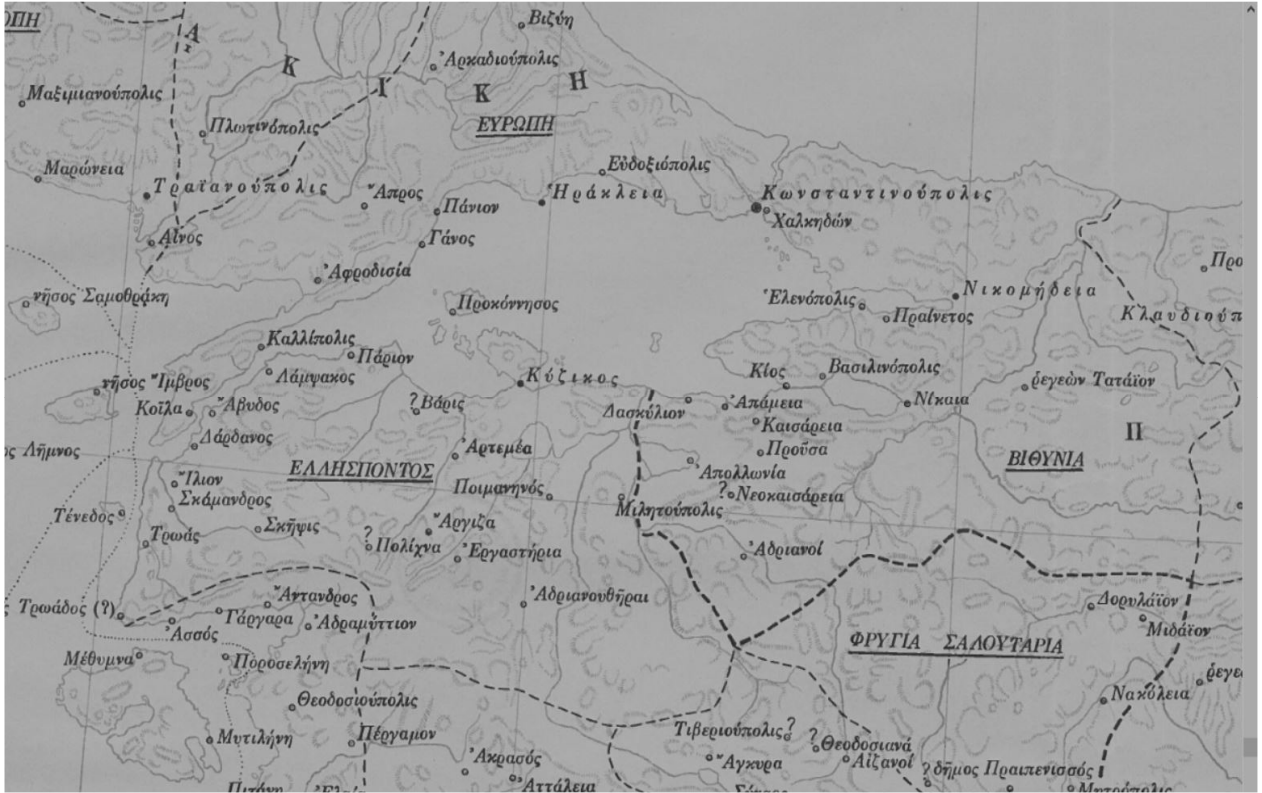 Βιζύη
Α
Κ
Ἀρκαδιούπολις
Ι
Κ
Η
Μαξιμιανούπολις
Πλωτινόπολις
ΕΥΡΩΠΗ
Μαρώνεια
Τραϊανούπολις
Ἄπρος
Πάνιον
Ἡράκλεια
Εὐδοξιόπολις
Κωνσταντινούπολις
Χαλκηδών
Αἶνος
Γάνος
Ἀφροδισία
νῆσος Σαμοθράκη
Προκόννησος
Ἑλενόπολις
Πραίνετος
Νικομήδεια
Προ
Κλαυδιούπ
Καλλίπολις
Πάριον
Λάμψακος
νῆσος Ἴμβρος
Κοῖλα
Ἄβυδος
? Βάρις
Κύζικος
Κίος
Βασιλινόπολις
ῥεγεὼν Τατάϊον
Δασκύλιον
Ἀπάμεια
Νίκαια
Καισάρεια
Δάρδανος
Ἀρτεμέα
Προῦσα
Π
ς Λῆμνος
ΕΛΛΗΣΠΟΝΤΟΣ
Ἀπολλωνία
ΒΙΘΥΝΙΑ
Ἴλιον
Σκάμανδρος
Ποιμανηνός
? Νεοκαισάρεια
Μιλητούπολις
Τένεδος
Τρωάς
Σκῆψις
Ἄργιζα
? Πολίχνα
Ἐργαστήρια
Ἀδριανοί
ς Τρωάδος (?)
Ἄντανδρος
Γάργαρα
Ἀδραμύττιον
Ἀδριανουθῆραι
Δορυλάϊον
Μιδάϊον
Ἀσσός
ΦΡΥΓΙΑ ΣΑΛΟΥΤΑΡΙΑ
Μέθυμνα
Ποροσελήνη
ῥεγε
Νακόλεια
Θεοδοσιούπολις
Μυτιλήνη
Πέργαμον
Τιβεριούπολις ?
? Θεοδοσιανά
Ἀκρασός
Ἄγκυρα
Αἰζανοί
? δῆμος Πραιπενισσός
Ἀττάλεια
Μητρόπολις